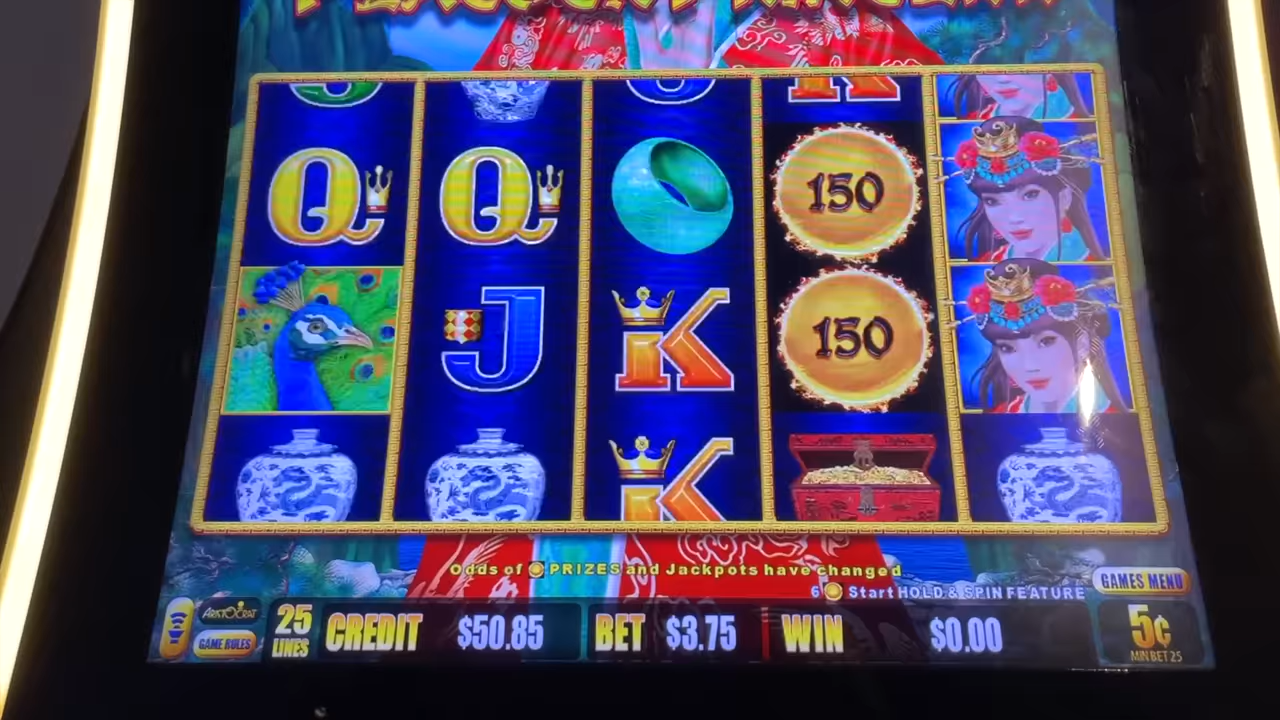 Q Q 150
J K 150
K
Odds of PRIZES and Jackpots have changed
6 Start HOLD & SPIN FEATURE
GAMES MENU
ARISTOCRAT
GAME RULES
25 LINES
CREDIT $50.85
BET $3.75
WIN $0.00
5¢
MIN BET 25